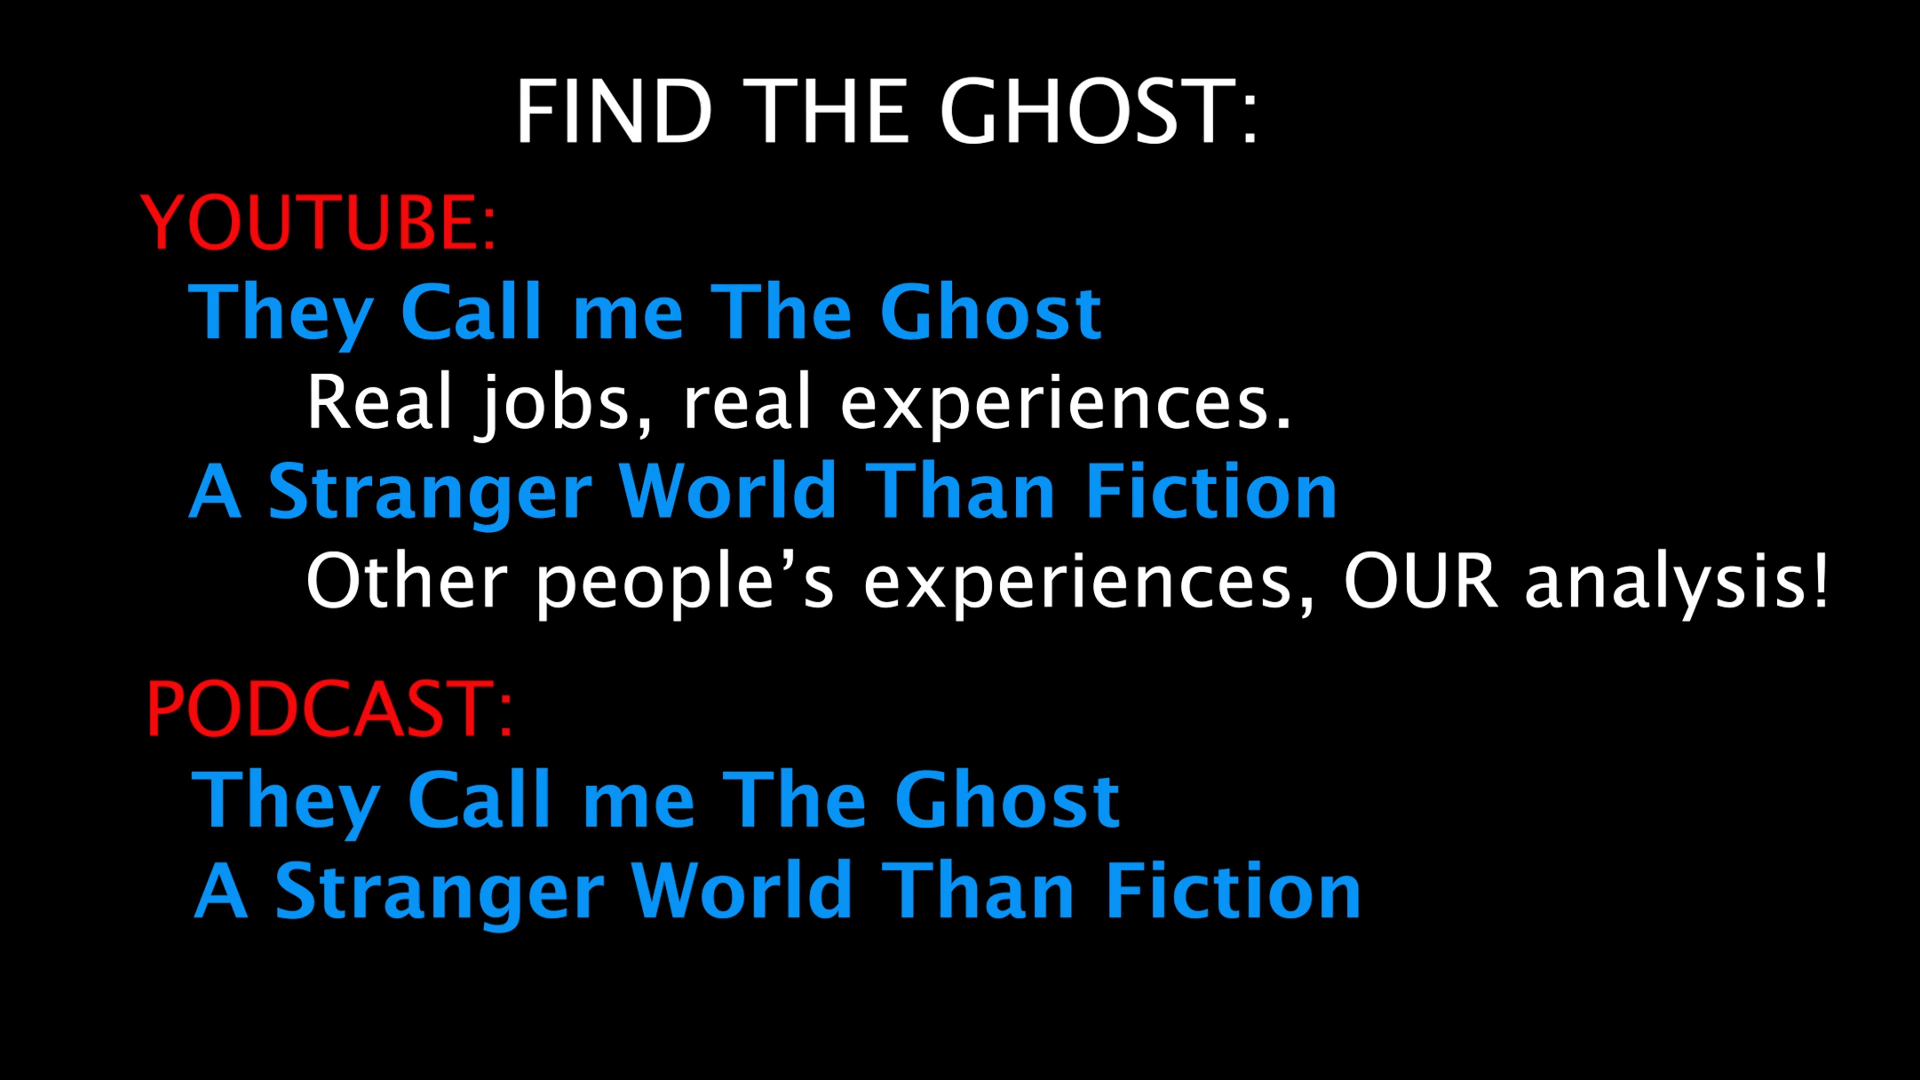 FIND THE GHOST:
YOUTUBE:
They Call me The Ghost
Real jobs, real experiences.
A Stranger World Than Fiction
Other people’s experiences, OUR analysis!
PODCAST:
They Call me The Ghost
A Stranger World Than Fiction